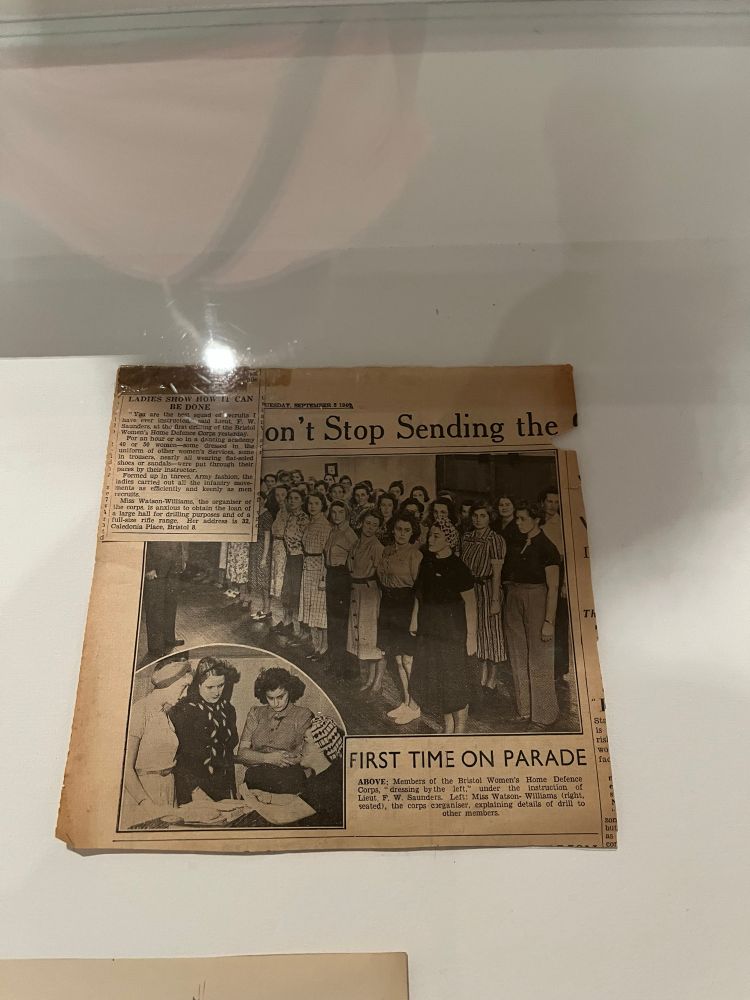 LADIES SHOW HOW IT CAN
BE DONE
"You are the best squad of recruits I
have ever instructed," said Lieut. F. W.
Saunders, at the first drilling of the Bristol
Women's Home Defence Corps yesterday.
For an hour or so in a dancing academy
40 or 50 women—some dressed in the
uniform of other women's Services, some
in trousers, nearly all wearing flat-soled
shoes or sandals—were put through their
paces by their instructor.
Formed up in threes, Army fashion, the
ladies carried out all the infantry move-
ments as efficiently and keenly as men
recruits.
Miss Watson-Williams, the organiser of
the corps, is anxious to obtain the loan of
a large hall for drilling purposes and of a
full-size rifle range. Her address is 32,
Caledonia Place, Bristol 8.
UESDAY, SEPTEMBER 3 1940
on't Stop Sending the
FIRST TIME ON PARADE
ABOVE: Members of the Bristol Women's Home Defence
Corps, "dressing by the left," under the instruction of
Lieut. F. W. Saunders. Left: Miss Watson-Williams (right,
seated), the corps organiser, explaining details of drill to
other members.